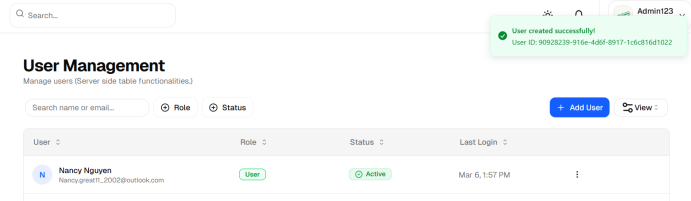 Search...
Admin123
User created successfully!
User ID: 90928239-916e-4d6f-8917-1c6c816d1022
User Management
Manage users (Server side table functionalities.)
Search name or email...
Role
Status
Add User
View
User
Role
Status
Last Login
N
Nancy Nguyen
Nancy.great11_2002@outlook.com
User
Active
Mar 6, 1:57 PM